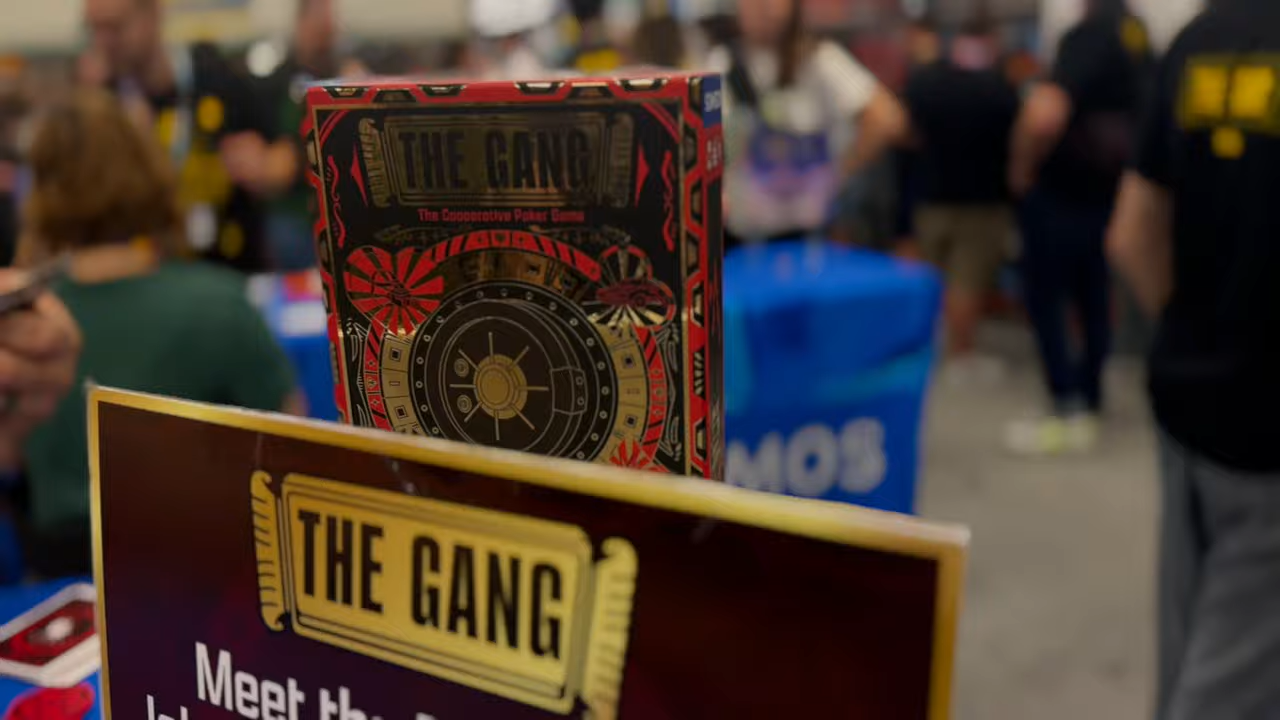 THE GANG
The Cooperative Poker Game
MOS
THE GANG
Meet the